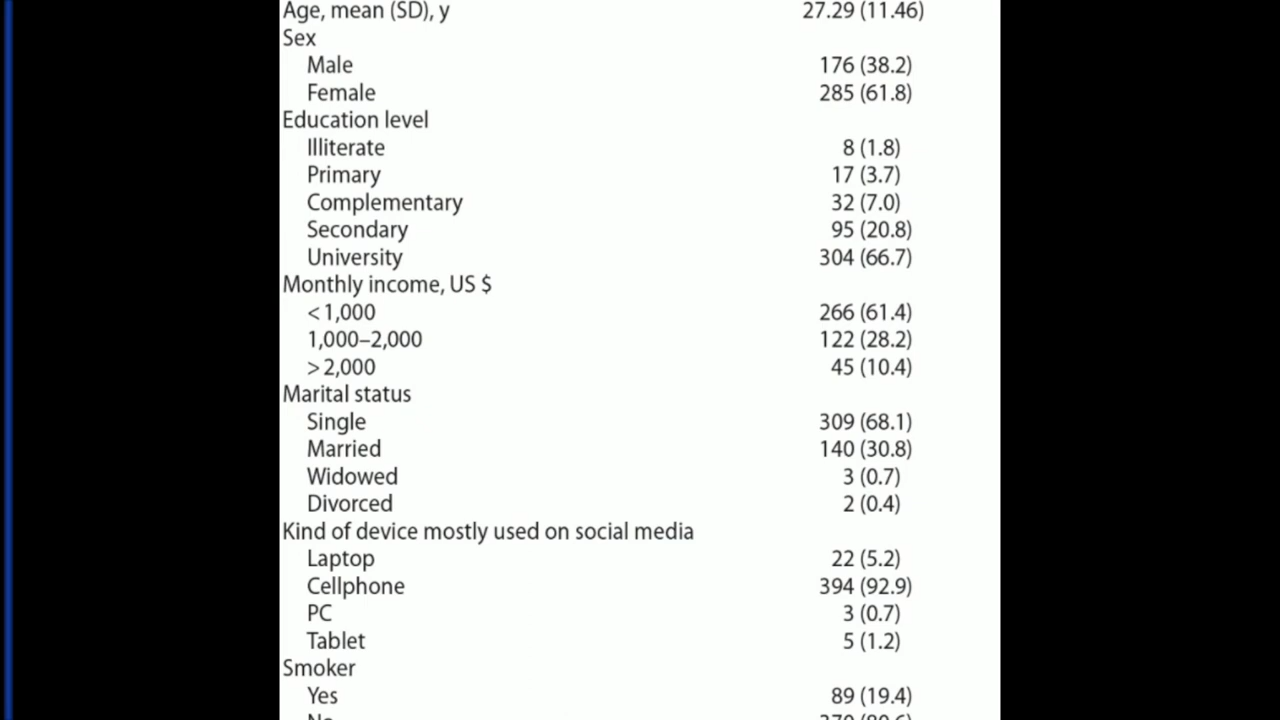 Age, mean (SD), y 27.29 (11.46)
Sex
Male 176 (38.2)
Female 285 (61.8)
Education level
Illiterate 8 (1.8)
Primary 17 (3.7)
Complementary 32 (7.0)
Secondary 95 (20.8)
University 304 (66.7)
Monthly income, US $
< 1,000 266 (61.4)
1,000–2,000 122 (28.2)
> 2,000 45 (10.4)
Marital status
Single 309 (68.1)
Married 140 (30.8)
Widowed 3 (0.7)
Divorced 2 (0.4)
Kind of device mostly used on social media
Laptop 22 (5.2)
Cellphone 394 (92.9)
PC 3 (0.7)
Tablet 5 (1.2)
Smoker
Yes 89 (19.4)
No